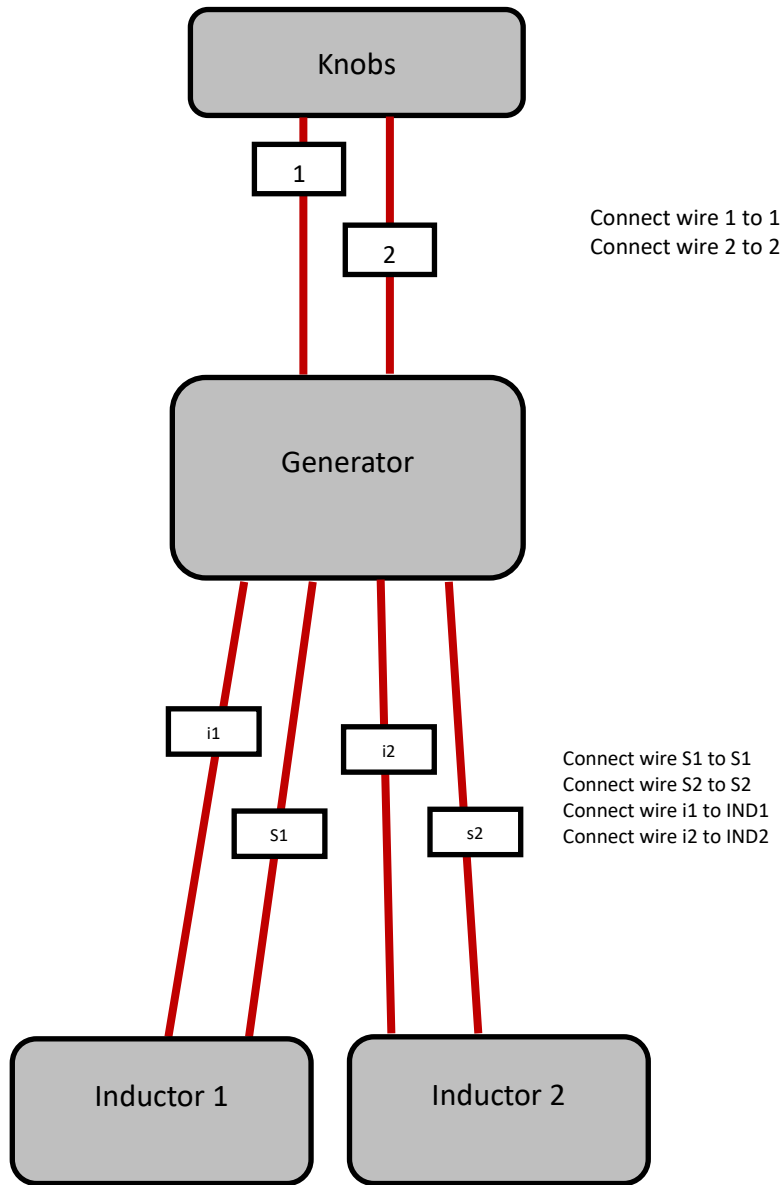 Knobs
1
2
Connect wire 1 to 1
Connect wire 2 to 2
Generator
i1
i2
S1
s2
Connect wire S1 to S1
Connect wire S2 to S2
Connect wire i1 to IND1
Connect wire i2 to IND2
Inductor 1
Inductor 2